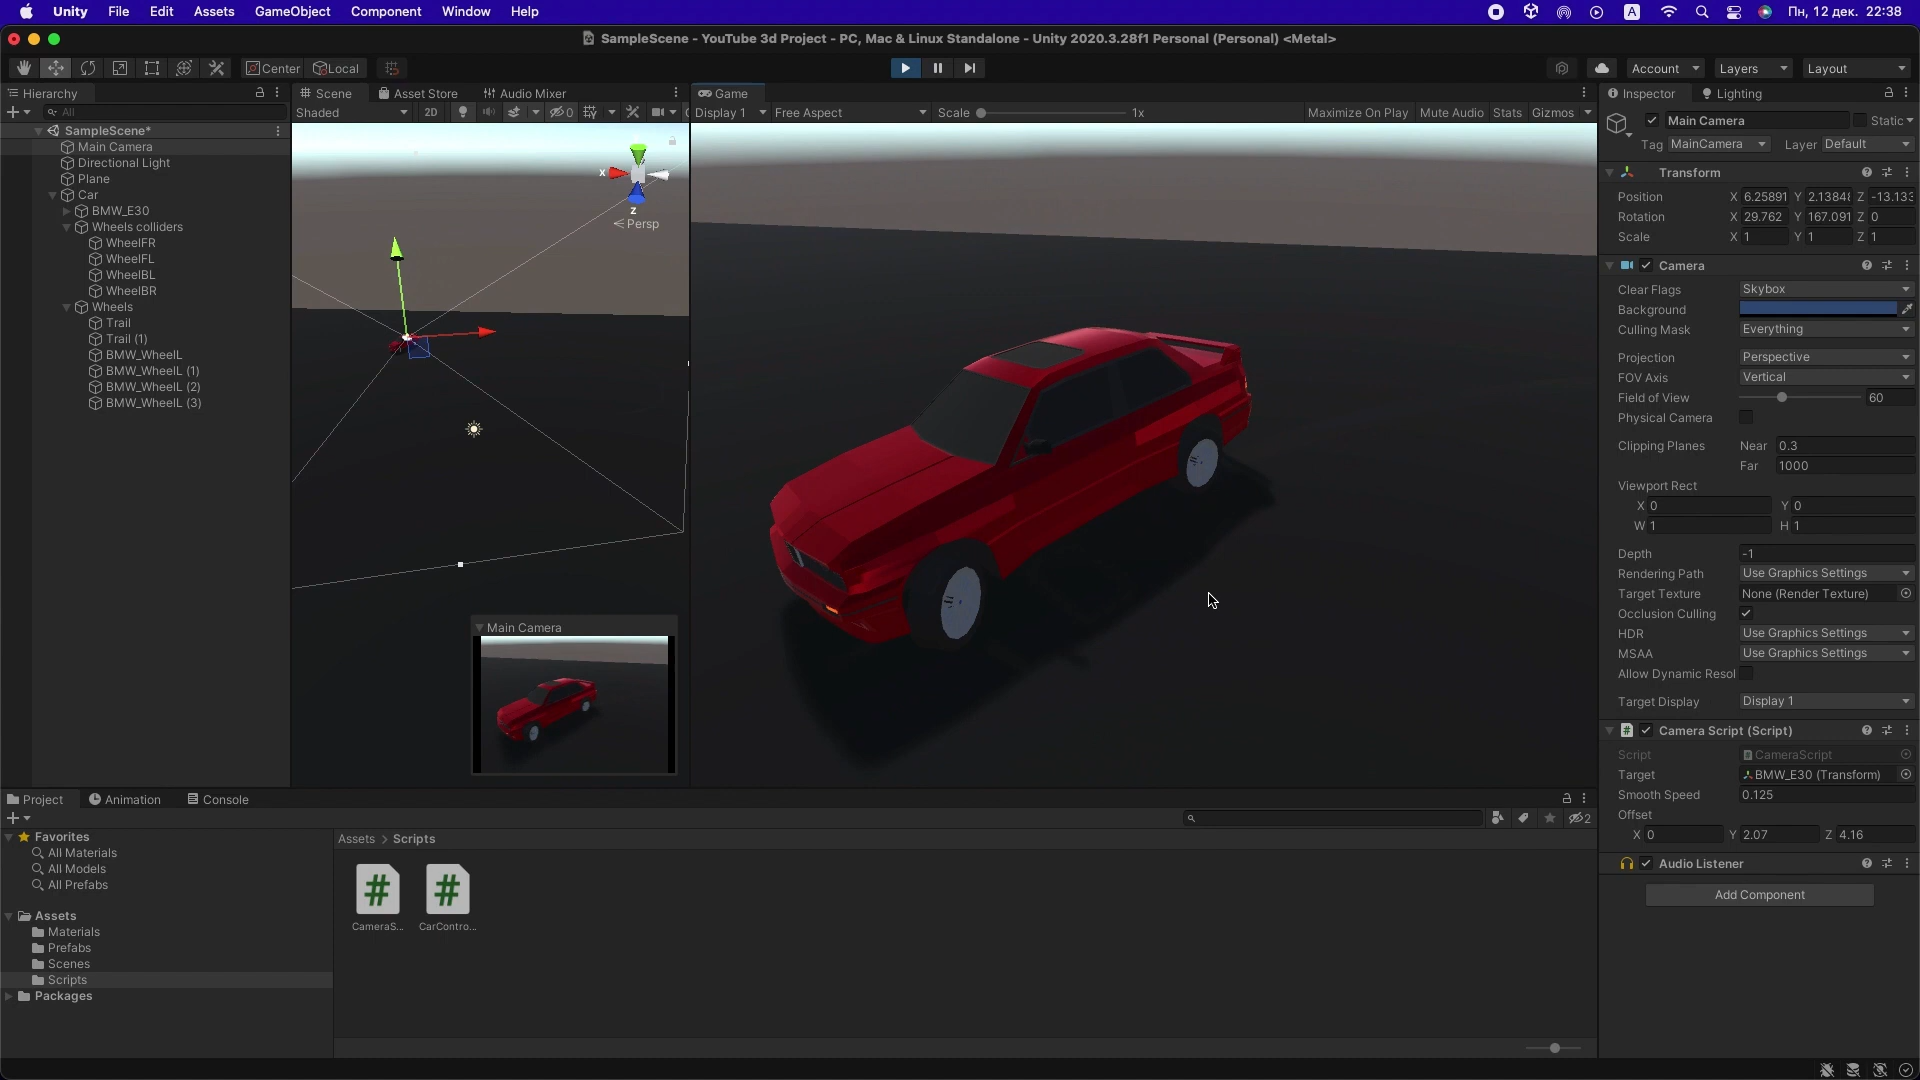 Unity File Edit Assets GameObject Component Window Help
A Пн, 12 дек. 22:38
SampleScene - YouTube 3d Project - PC, Mac & Linux Standalone - Unity 2020.3.28f1 Personal (Personal) <Metal>
Center Local
Account Layers Layout
Hierarchy
All
SampleScene*
Main Camera
Directional Light
Plane
Car
BMW_E30
Wheels colliders
WheelFR
WheelFL
WheelBL
WheelBR
Wheels
Trail
Trail (1)
BMW_WheelL
BMW_WheelL (1)
BMW_WheelL (2)
BMW_WheelL (3)
Scene Asset Store Audio Mixer
Shaded 2D 0
x
z
Persp
Main Camera
Game
Display 1 Free Aspect Scale 1x Maximize On Play Mute Audio Stats Gizmos
Inspector Lighting
Main Camera Static
Tag MainCamera Layer Default
Transform
Position X 6.25891 Y 2.1384 Z -13.133
Rotation X 29.762 Y 167.091 Z 0
Scale X 1 Y 1 Z 1
Camera
Clear Flags Skybox
Background
Culling Mask Everything
Projection Perspective
FOV Axis Vertical
Field of View 60
Physical Camera
Clipping Planes Near 0.3
Far 1000
Viewport Rect
X 0 Y 0
W 1 H 1
Depth -1
Rendering Path Use Graphics Settings
Target Texture None (Render Texture)
Occlusion Culling
HDR Use Graphics Settings
MSAA Use Graphics Settings
Allow Dynamic Resol
Target Display Display 1
Camera Script (Script)
Script CameraScript
Target BMW_E30 (Transform)
Smooth Speed 0.125
Offset
X 0 Y 2.07 Z 4.16
Audio Listener
Add Component
Project Animation Console
2
Favorites
All Materials
All Models
All Prefabs
Assets
Materials
Prefabs
Scenes
Scripts
Packages
Assets > Scripts
CameraS... CarContro...